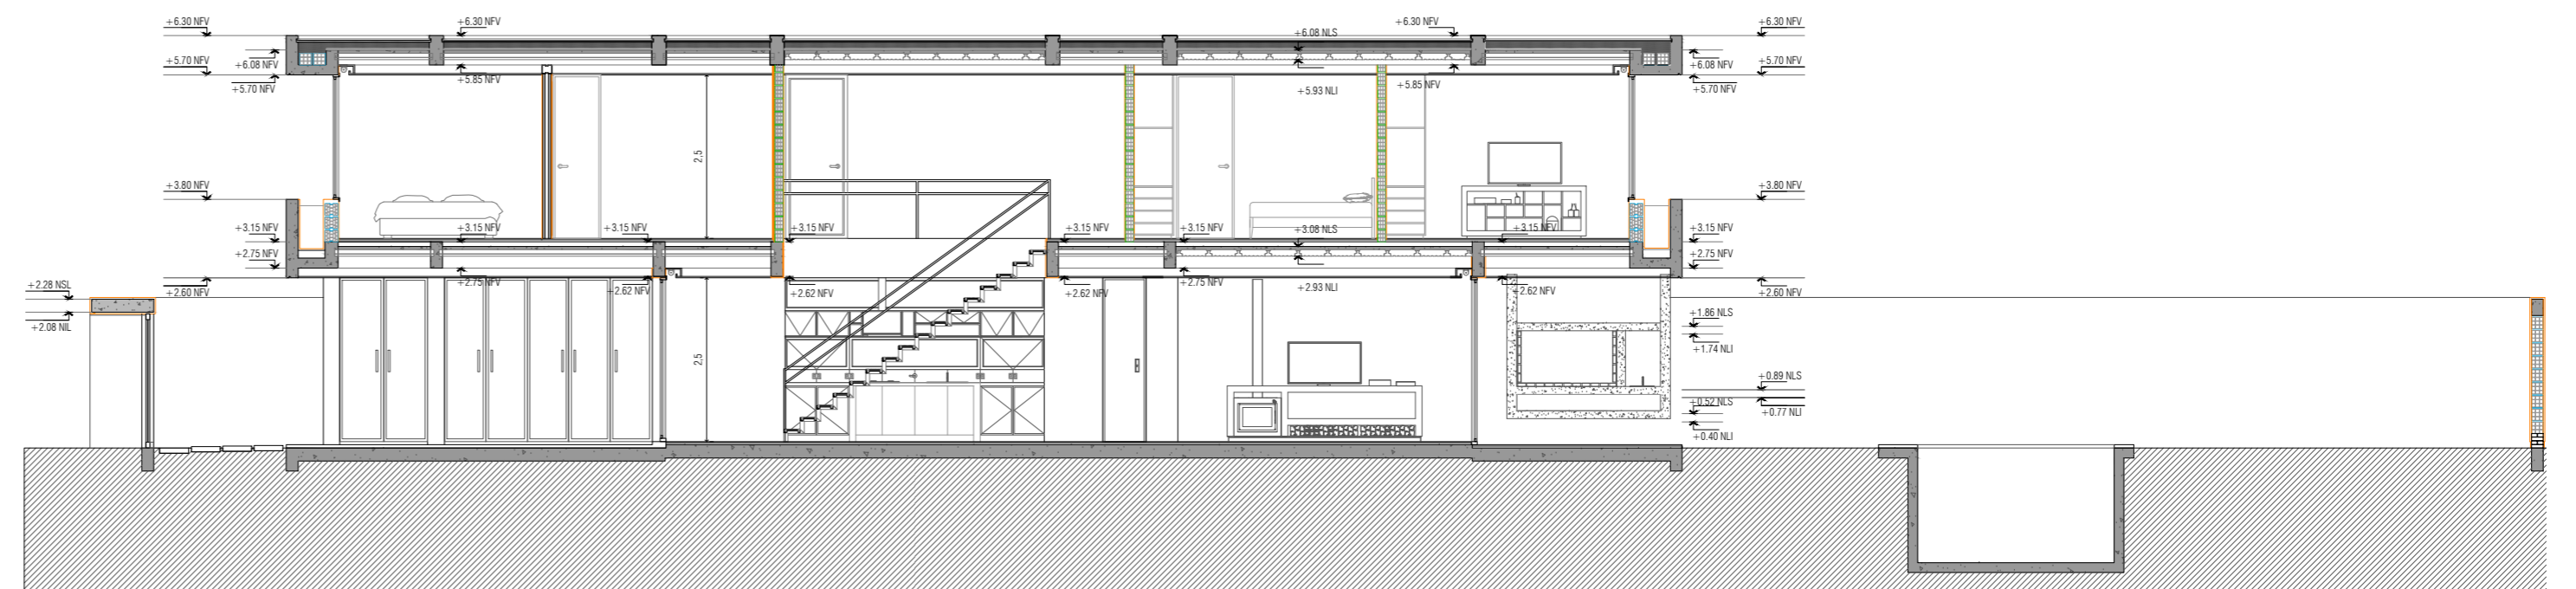 +6.30 NFV
+6.30 NFV
+6.30 NFV
+6.30 NFV
+6.08 NLS
+5.70 NFV
+6.08 NFV
+5.70 NFV
+5.85 NFV
+5.93 NLI
+5.85 NFV
+6.08 NFV
+5.70 NFV
+5.70 NFV
2,5
+3.80 NFV
+3.80 NFV
+3.15 NFV
+3.15 NFV
+3.15 NFV
+3.15 NFV
+3.15 NFV
+3.15 NFV
+3.08 NLS
+3.15 NFV
+3.15 NFV
+2.75 NFV
+2.75 NFV
+2.28 NSL
+2.08 NIL
+2.60 NFV
+2.75 NFV
+2.62 NFV
+2.62 NFV
+2.62 NFV
+2.75 NFV
+2.93 NLI
+2.62 NFV
+2.60 NFV
2,5
+1.86 NLS
+1.74 NLI
+0.89 NLS
+0.52 NLS
+0.77 NLI
+0.40 NLI